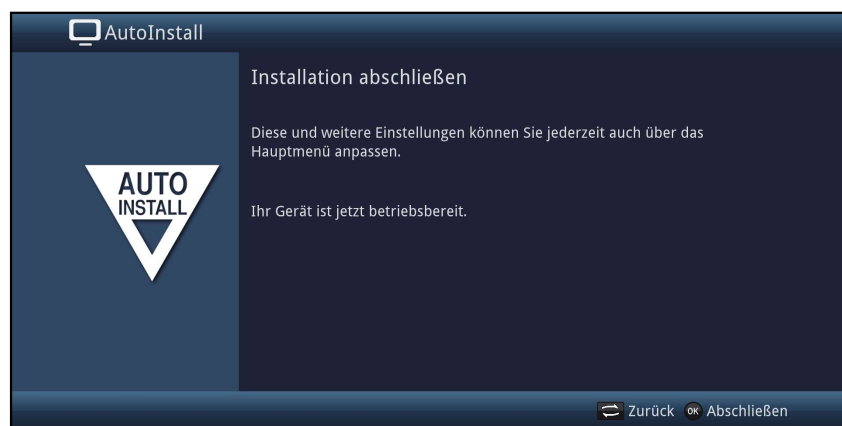 AutoInstall
Installation abschließen
Diese und weitere Einstellungen können Sie jederzeit auch über das
Hauptmenü anpassen.
AUTO
INSTALL
Ihr Gerät ist jetzt betriebsbereit.
Zurück OK Abschließen